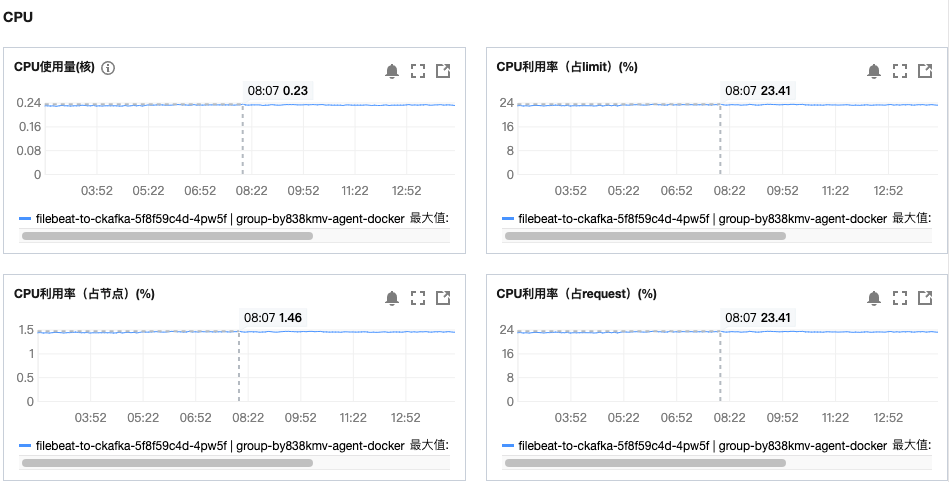 CPU
CPU使用量(核)
08:07 0.23
0.24
0.16
0.08
0
03:52 05:22 06:52 08:22 09:52 11:22 12:52
filebeat-to-ckafka-5f8f59c4d-4pw5f | group-by838kmv-agent-docker 最大值:
CPU利用率（占limit）(%)
08:07 23.41
24
16
8
0
03:52 05:22 06:52 08:22 09:52 11:22 12:52
filebeat-to-ckafka-5f8f59c4d-4pw5f | group-by838kmv-agent-docker 最大值:
CPU利用率（占节点）(%)
08:07 1.46
1.5
1
0.5
0
03:52 05:22 06:52 08:22 09:52 11:22 12:52
filebeat-to-ckafka-5f8f59c4d-4pw5f | group-by838kmv-agent-docker 最大值:
CPU利用率（占request）(%)
08:07 23.41
24
16
8
0
03:52 05:22 06:52 08:22 09:52 11:22 12:52
filebeat-to-ckafka-5f8f59c4d-4pw5f | group-by838kmv-agent-docker 最大值: